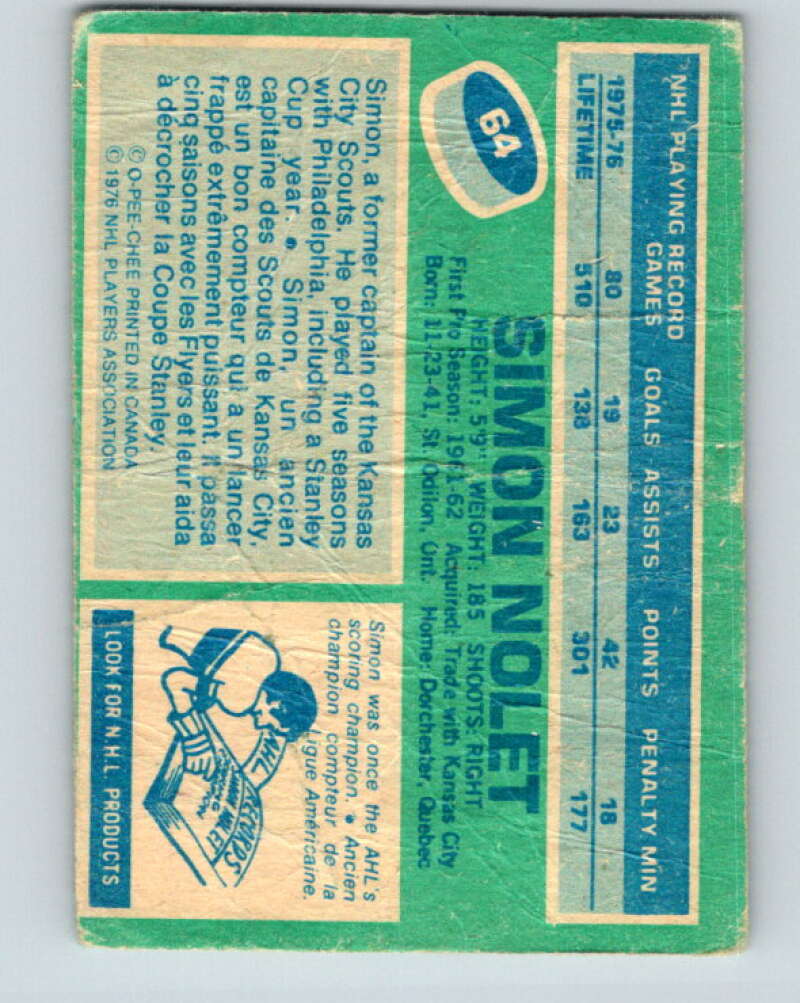 NHL PLAYING RECORD
GAMES GOALS ASSISTS POINTS PENALTY MIN
1975-76 80 19 23 42 18
LIFETIME 510 138 163 301 177
64
SIMON NOLET
HEIGHT: 5'9" WEIGHT: 185 SHOOTS: RIGHT
First Pro Season: 1961-62 Acquired: Trade with Kansas City
Born: 11-23-41, St. Odilon, Ont. Home: Dorchester, Quebec
Simon, a former captain of the Kansas
City Scouts. He played five seasons
with Philadelphia, including a Stanley
Cup year. • Simon, un ancien
capitaine des Scouts de Kansas City,
est un bon compteur qui a un lancer
frappé extrêmement puissant. Il passa
cinq saisons avec les Flyers et leur aida
à décrocher la Coupe Stanley.
© O-PEE-CHEE PRINTED IN CANADA
© 1976 NHL PLAYERS ASSOCIATION
Simon was once the AHL's
scoring champion. • Ancien
champion compteur de la
Ligue Américaine.
AHL
RECORDS
LOOK FOR N.H.L. PRODUCTS